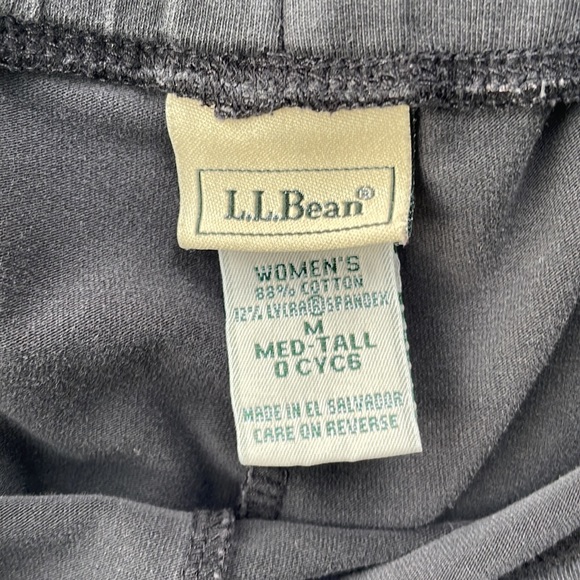 L.L.Bean®
WOMEN'S
88% COTTON
12% LYCRA® SPANDEX
M
MED-TALL
0 CYC6
MADE IN EL SALVADOR
CARE ON REVERSE